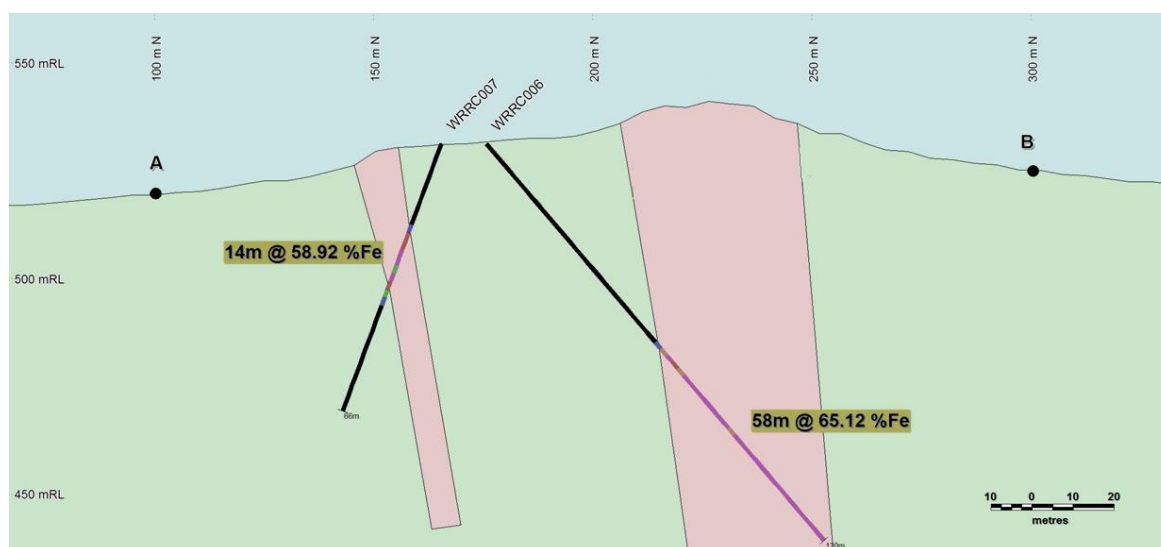 550 mRL
100 m N
150 m N
200 m N
250 m N
300 m N
WRRC007
WRRC006
A
B
14m @ 58.92 %Fe
500 mRL
66m
58m @ 65.12 %Fe
450 mRL
10 0 10 20
metres
120m